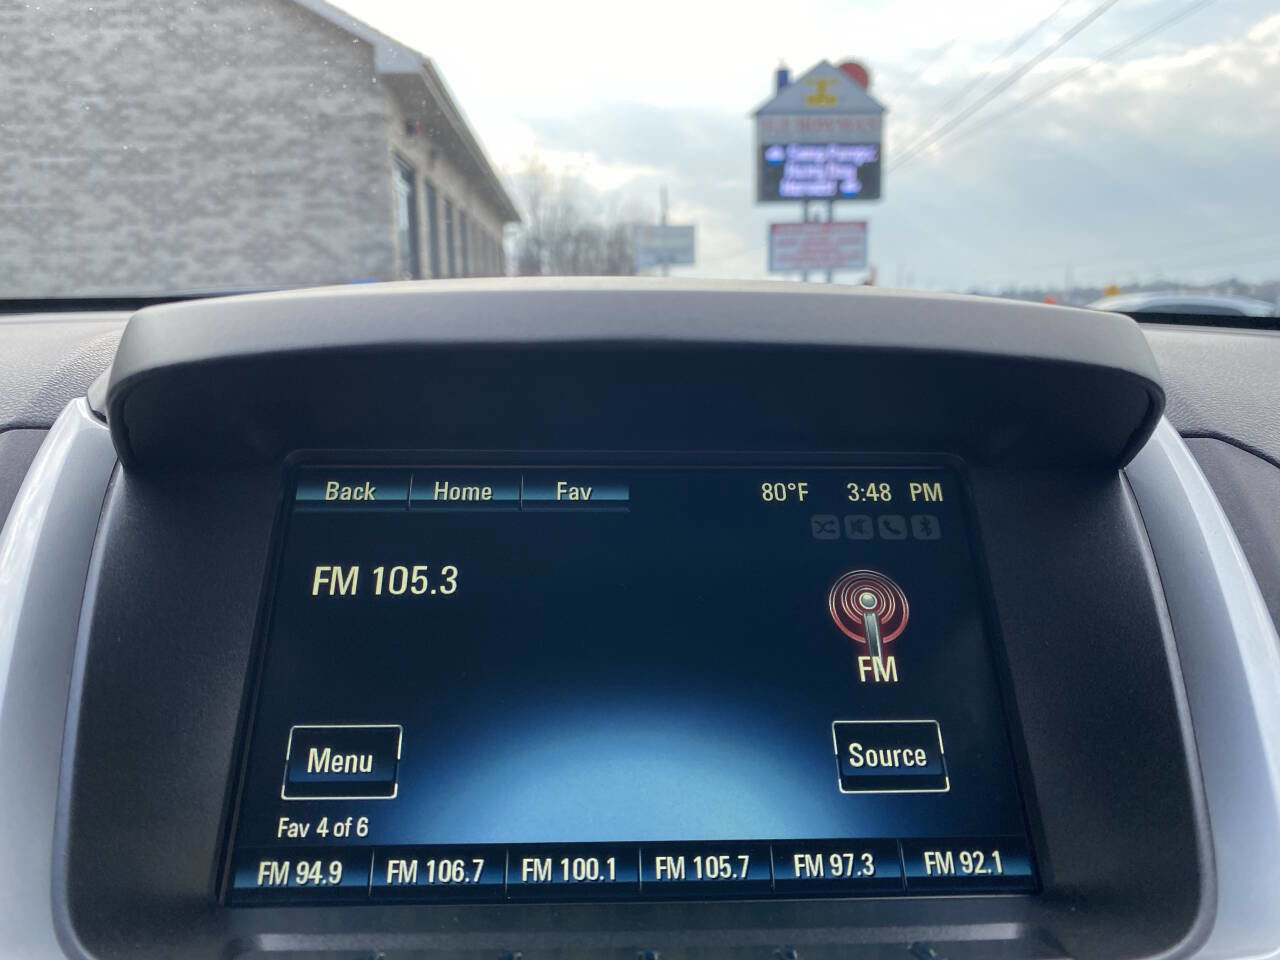 Back Home Fav 80°F 3:48 PM
FM 105.3
FM
Menu Source
Fav 4 of 6
FM 94.9 FM 106.7 FM 100.1 FM 105.7 FM 97.3 FM 92.1